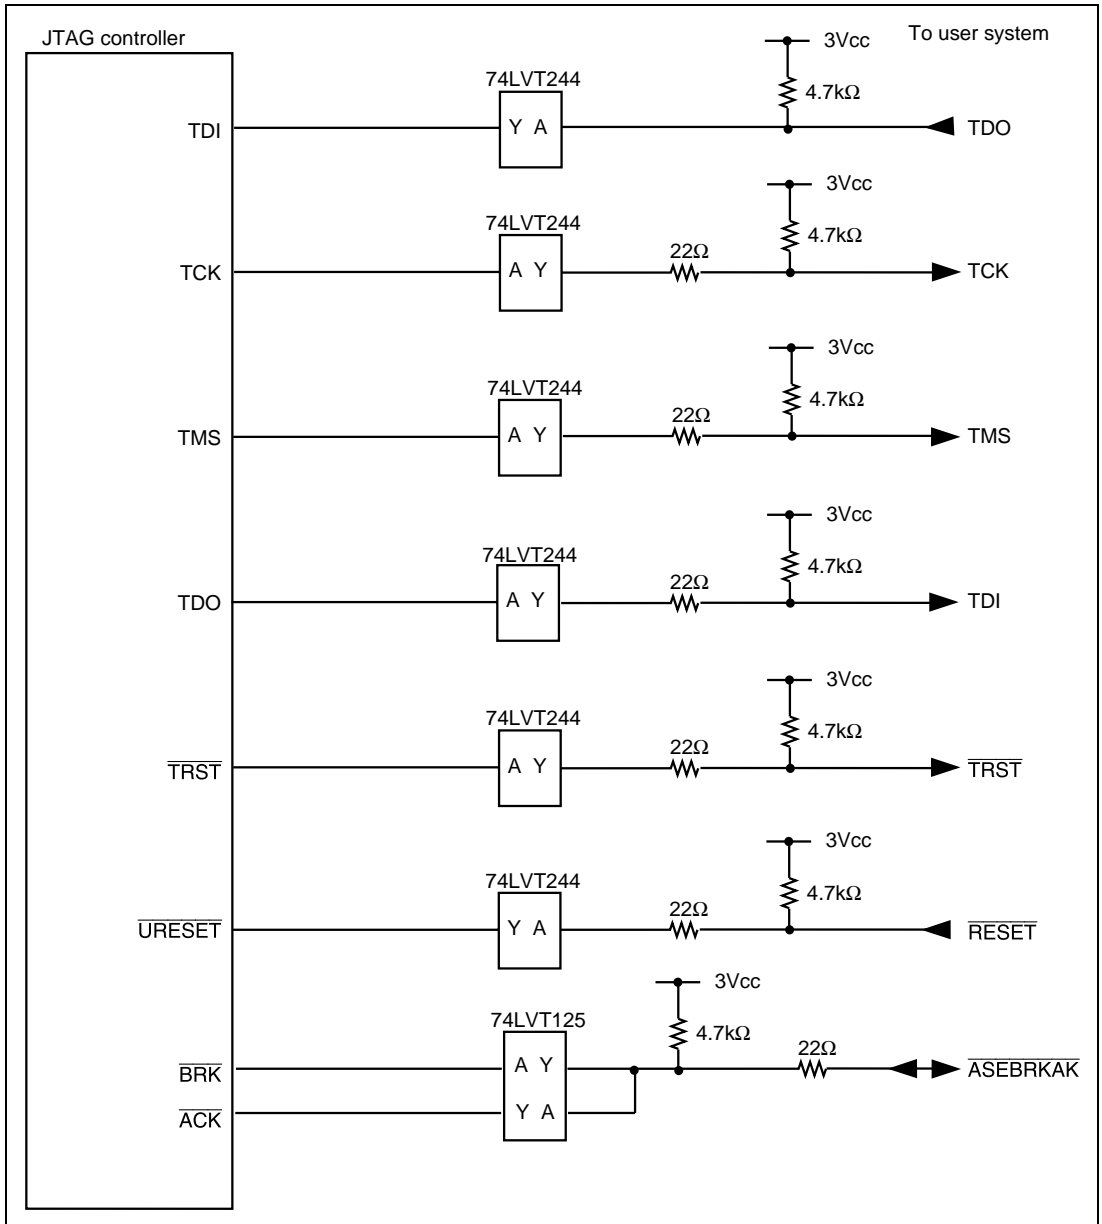 JTAG controller
To user system
3Vcc
74LVT244
4.7kΩ
TDI
Y A
TDO
3Vcc
74LVT244
4.7kΩ
22Ω
TCK
A Y
TCK
3Vcc
74LVT244
4.7kΩ
22Ω
TMS
A Y
TMS
3Vcc
74LVT244
4.7kΩ
22Ω
TDO
A Y
TDI
3Vcc
74LVT244
4.7kΩ
22Ω
TRST
A Y
TRST
3Vcc
74LVT244
4.7kΩ
22Ω
URESET
Y A
RESET
3Vcc
74LVT125
4.7kΩ
22Ω
BRK
A Y
ASEBRKAK
ACK
Y A